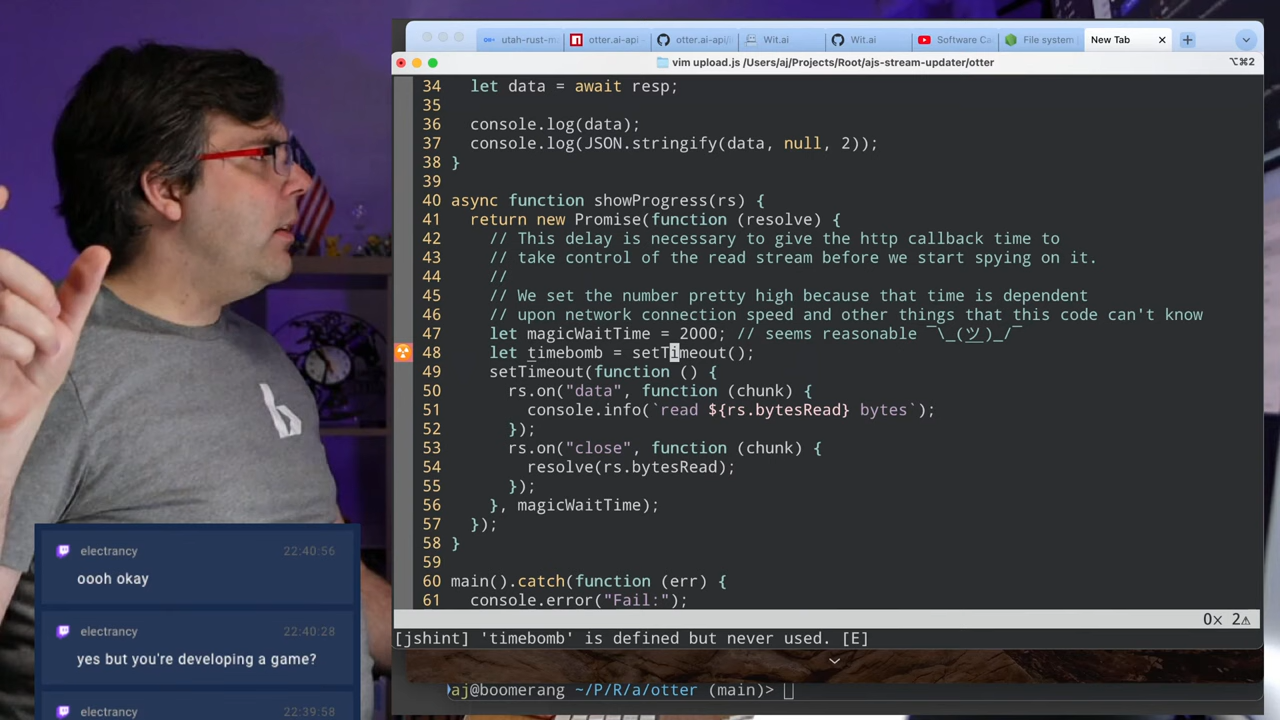 utah-rust-m
otter.ai-api -
otter.ai-api/
Wit.ai
Wit.ai
Software Ca
File system
New Tab
vim upload.js /Users/aj/Projects/Root/ajs-stream-updater/otter
⌥⌘2
34 let data = await resp;
35
36 console.log(data);
37 console.log(JSON.stringify(data, null, 2));
38 }
39
40 async function showProgress(rs) {
41 return new Promise(function (resolve) {
42 // This delay is necessary to give the http callback time to
43 // take control of the read stream before we start spying on it.
44 //
45 // We set the number pretty high because that time is dependent
46 // upon network connection speed and other things that this code can't know
47 let magicWaitTime = 2000; // seems reasonable ¯\_(ツ)_/¯
48 let timebomb = setTimeout();
49 setTimeout(function () {
50 rs.on("data", function (chunk) {
51 console.info(`read ${rs.bytesRead} bytes`);
52 });
53 rs.on("close", function (chunk) {
54 resolve(rs.bytesRead);
55 });
56 }, magicWaitTime);
57 });
58 }
59
60 main().catch(function (err) {
61 console.error("Fail:");
0× 2⚠
[jshint] 'timebomb' is defined but never used. [E]
aj@boomerang ~/P/R/a/otter (main)>
electrancy 22:40:56
oooh okay
electrancy 22:40:28
yes but you're developing a game?
electrancy 22:39:58